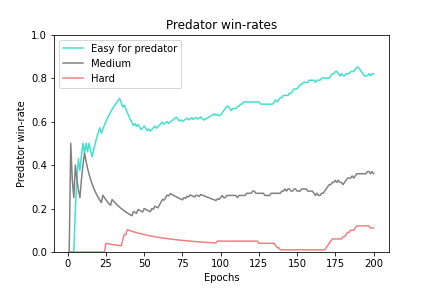 Predator win-rates
1.0
0.8
0.6
0.4
0.2
0.0
Predator win-rate
Easy for predator
Medium
Hard
0 25 50 75 100 125 150 175 200
Epochs